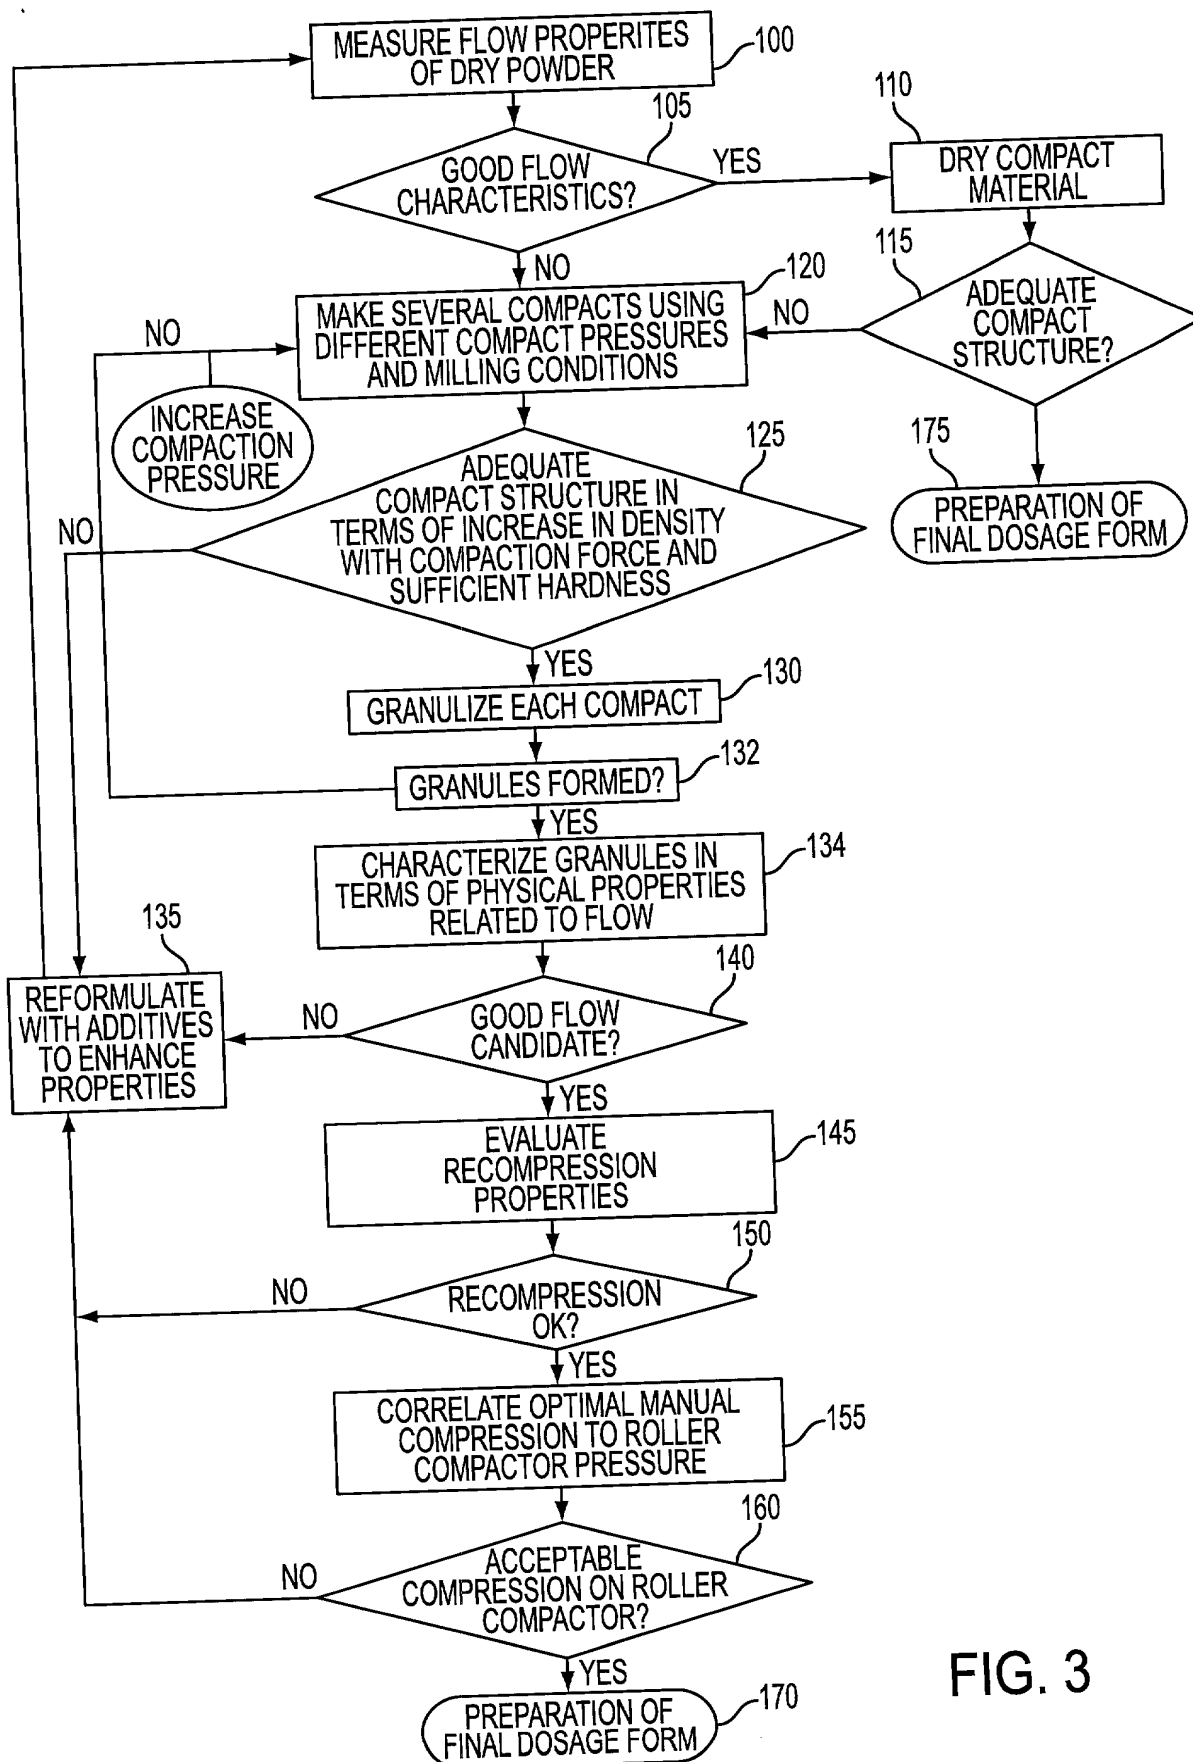 MEASURE FLOW PROPERITES
OF DRY POWDER
100
105
GOOD FLOW
CHARACTERISTICS?
YES
110
DRY COMPACT
MATERIAL
NO
115
ADEQUATE
COMPACT
STRUCTURE?
NO
120
MAKE SEVERAL COMPACTS USING
DIFFERENT COMPACT PRESSURES
AND MILLING CONDITIONS
NO
INCREASE
COMPACTION
PRESSURE
175
PREPARATION OF
FINAL DOSAGE FORM
125
ADEQUATE
COMPACT STRUCTURE IN
TERMS OF INCREASE IN DENSITY
WITH COMPACTION FORCE AND
SUFFICIENT HARDNESS
NO
YES
GRANULIZE EACH COMPACT
130
GRANULES FORMED?
132
YES
CHARACTERIZE GRANULES IN
TERMS OF PHYSICAL PROPERTIES
RELATED TO FLOW
134
135
REFORMULATE
WITH ADDITIVES
TO ENHANCE
PROPERTIES
NO
140
GOOD FLOW
CANDIDATE?
YES
EVALUATE
RECOMPRESSION
PROPERTIES
145
150
NO
RECOMPRESSION
OK?
YES
CORRELATE OPTIMAL MANUAL
COMPRESSION TO ROLLER
COMPACTOR PRESSURE
155
160
NO
ACCEPTABLE
COMPRESSION ON ROLLER
COMPACTOR?
YES
PREPARATION OF
FINAL DOSAGE FORM
170
FIG. 3